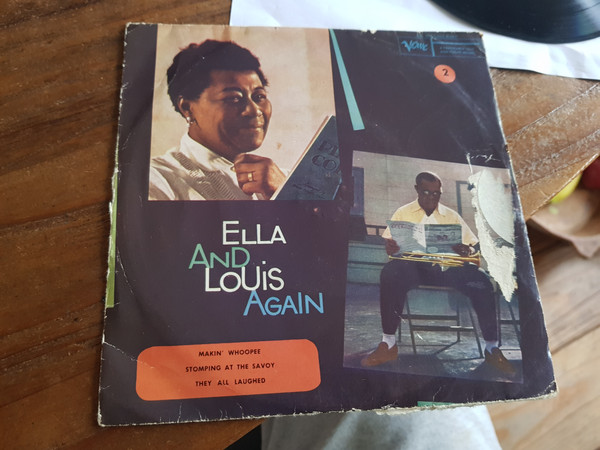 Verve
2
ELLA
AND
LOUiS
AGAIN
MAKIN' WHOOPEE
STOMPING AT THE SAVOY
THEY ALL LAUGHED